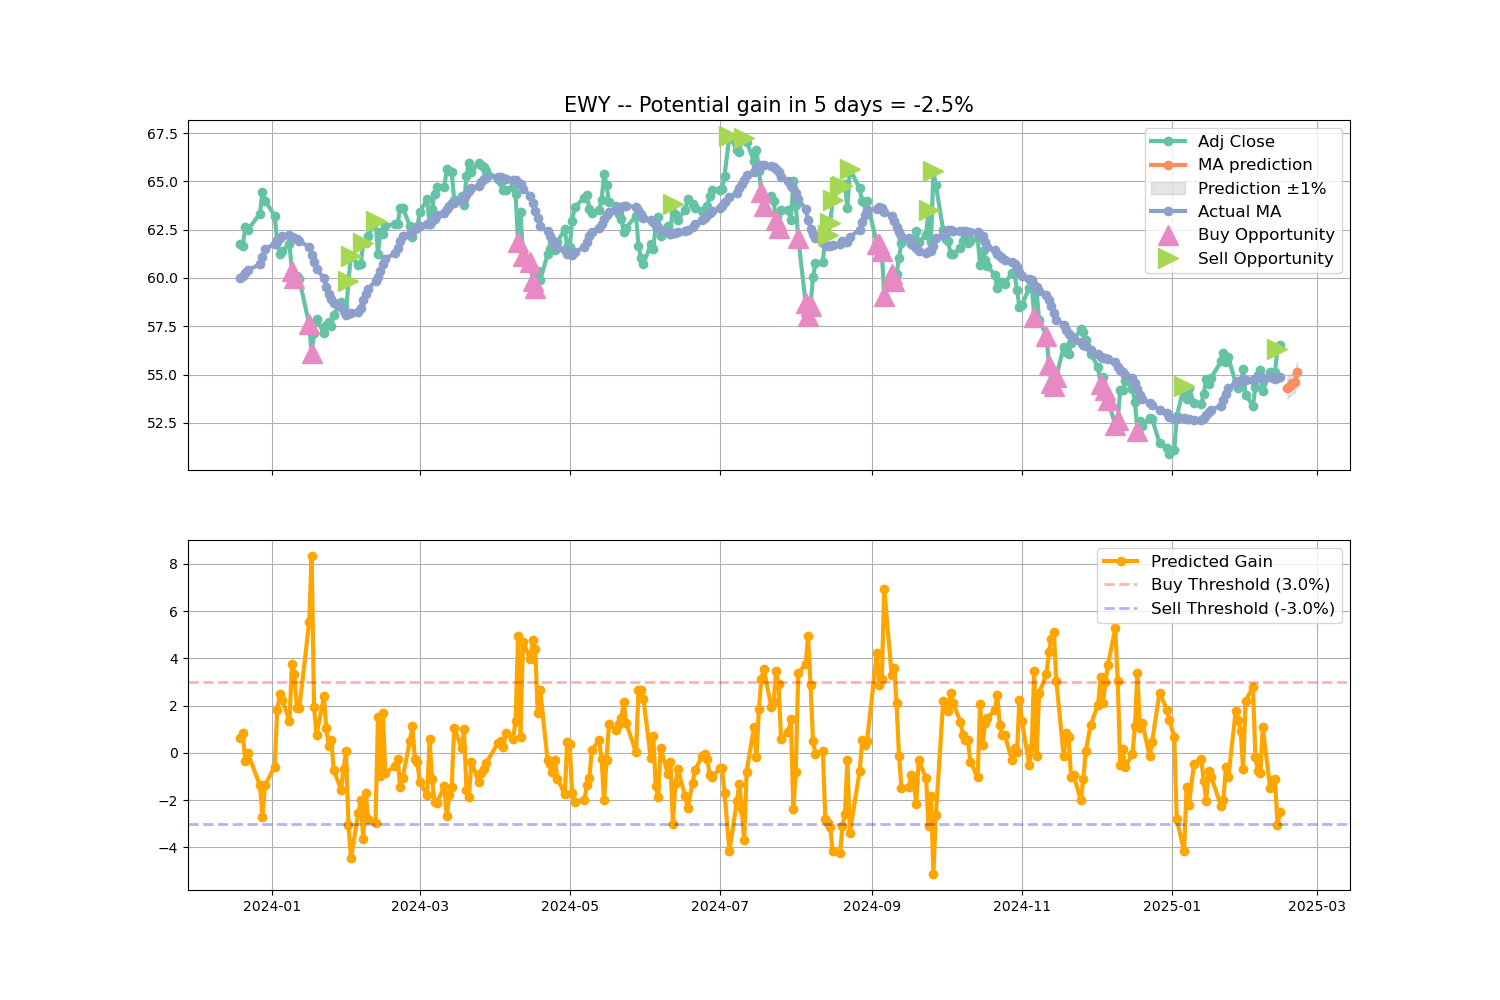 EWY -- Potential gain in 5 days = -2.5%
67.5
65.0
62.5
60.0
57.5
55.0
52.5
Adj Close
MA prediction
Prediction ±1%
Actual MA
Buy Opportunity
Sell Opportunity
8
6
4
2
0
−2
−4
Predicted Gain
Buy Threshold (3.0%)
Sell Threshold (-3.0%)
2024-01
2024-03
2024-05
2024-07
2024-09
2024-11
2025-01
2025-03